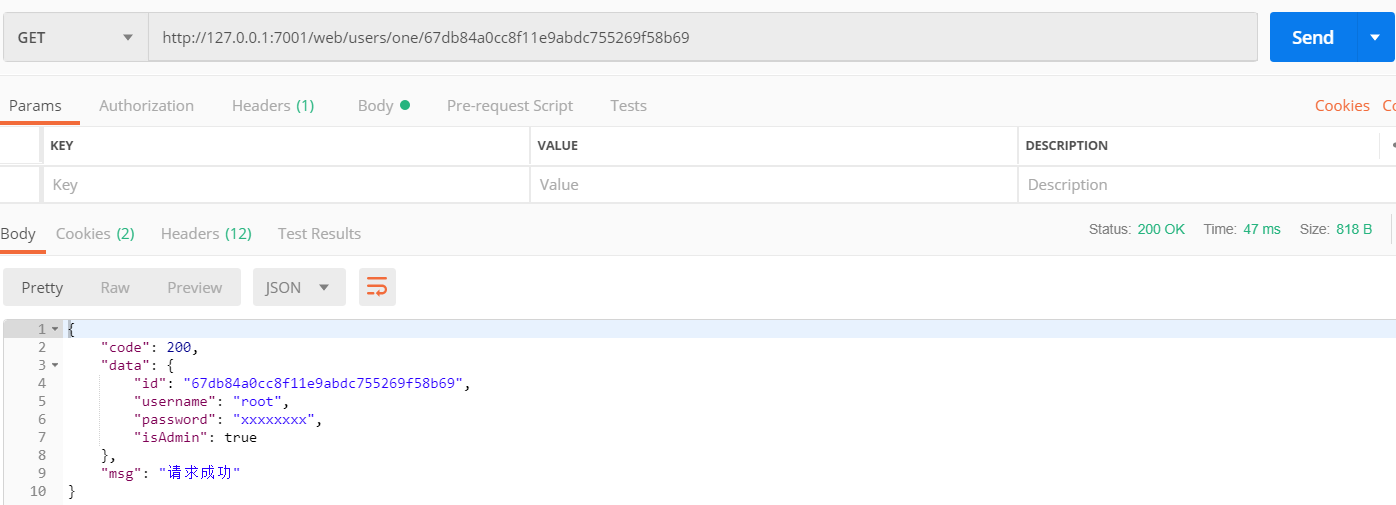 GET http://127.0.0.1:7001/web/users/one/67db84a0cc8f11e9abdc755269f58b69 Send
Params Authorization Headers (1) Body Pre-request Script Tests Cookies
KEY VALUE DESCRIPTION
Key Value Description
Body Cookies (2) Headers (12) Test Results Status: 200 OK Time: 47 ms Size: 818 B
Pretty Raw Preview JSON
1 {
2 "code": 200,
3 "data": {
4 "id": "67db84a0cc8f11e9abdc755269f58b69",
5 "username": "root",
6 "password": "xxxxxxxx",
7 "isAdmin": true
8 },
9 "msg": "请求成功"
10 }